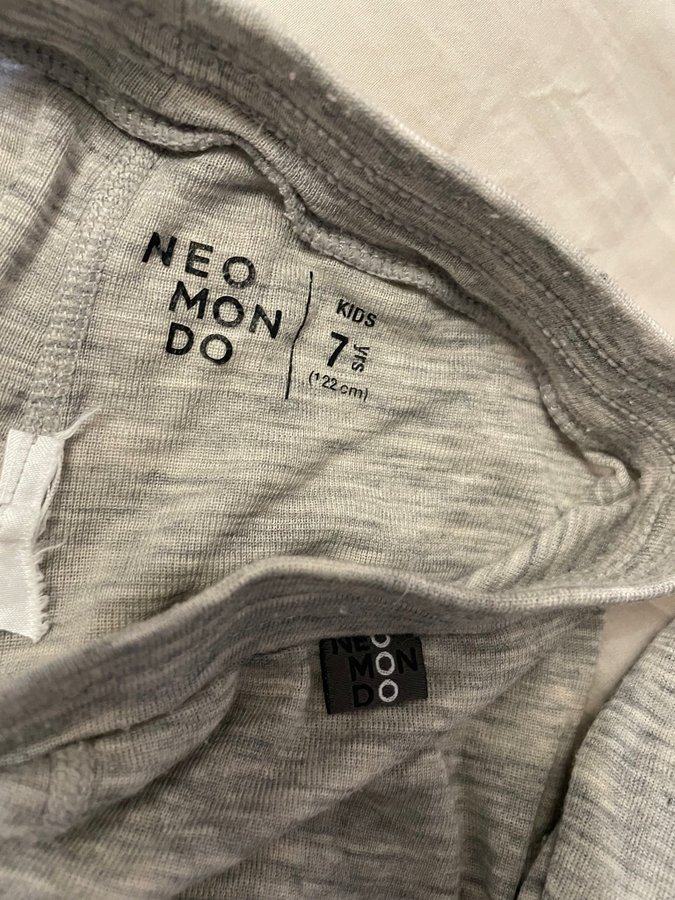 NEO
MON
DO
KIDS
7 yrs
(122 cm)
NEO
MON
DO